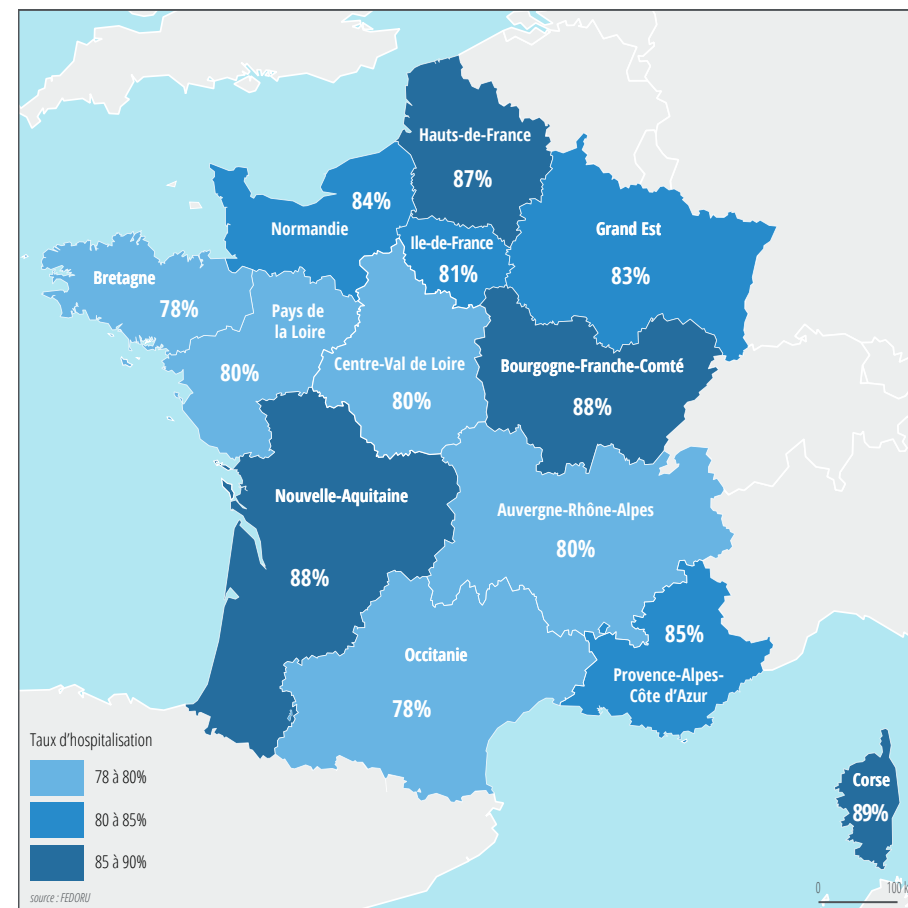 Hauts-de-France
87%
84%
Normandie
Ile-de-France
81%
Grand Est
83%
Bretagne
78%
Pays de
la Loire
80%
Centre-Val de Loire
80%
Bourgogne-Franche-Comté
88%
Nouvelle-Aquitaine
88%
Auvergne-Rhône-Alpes
80%
Occitanie
78%
85%
Provence-Alpes-
Côte d’Azur
Corse
89%
Taux d’hospitalisation
78 à 80%
80 à 85%
85 à 90%
source : FEDORU
0 100 k